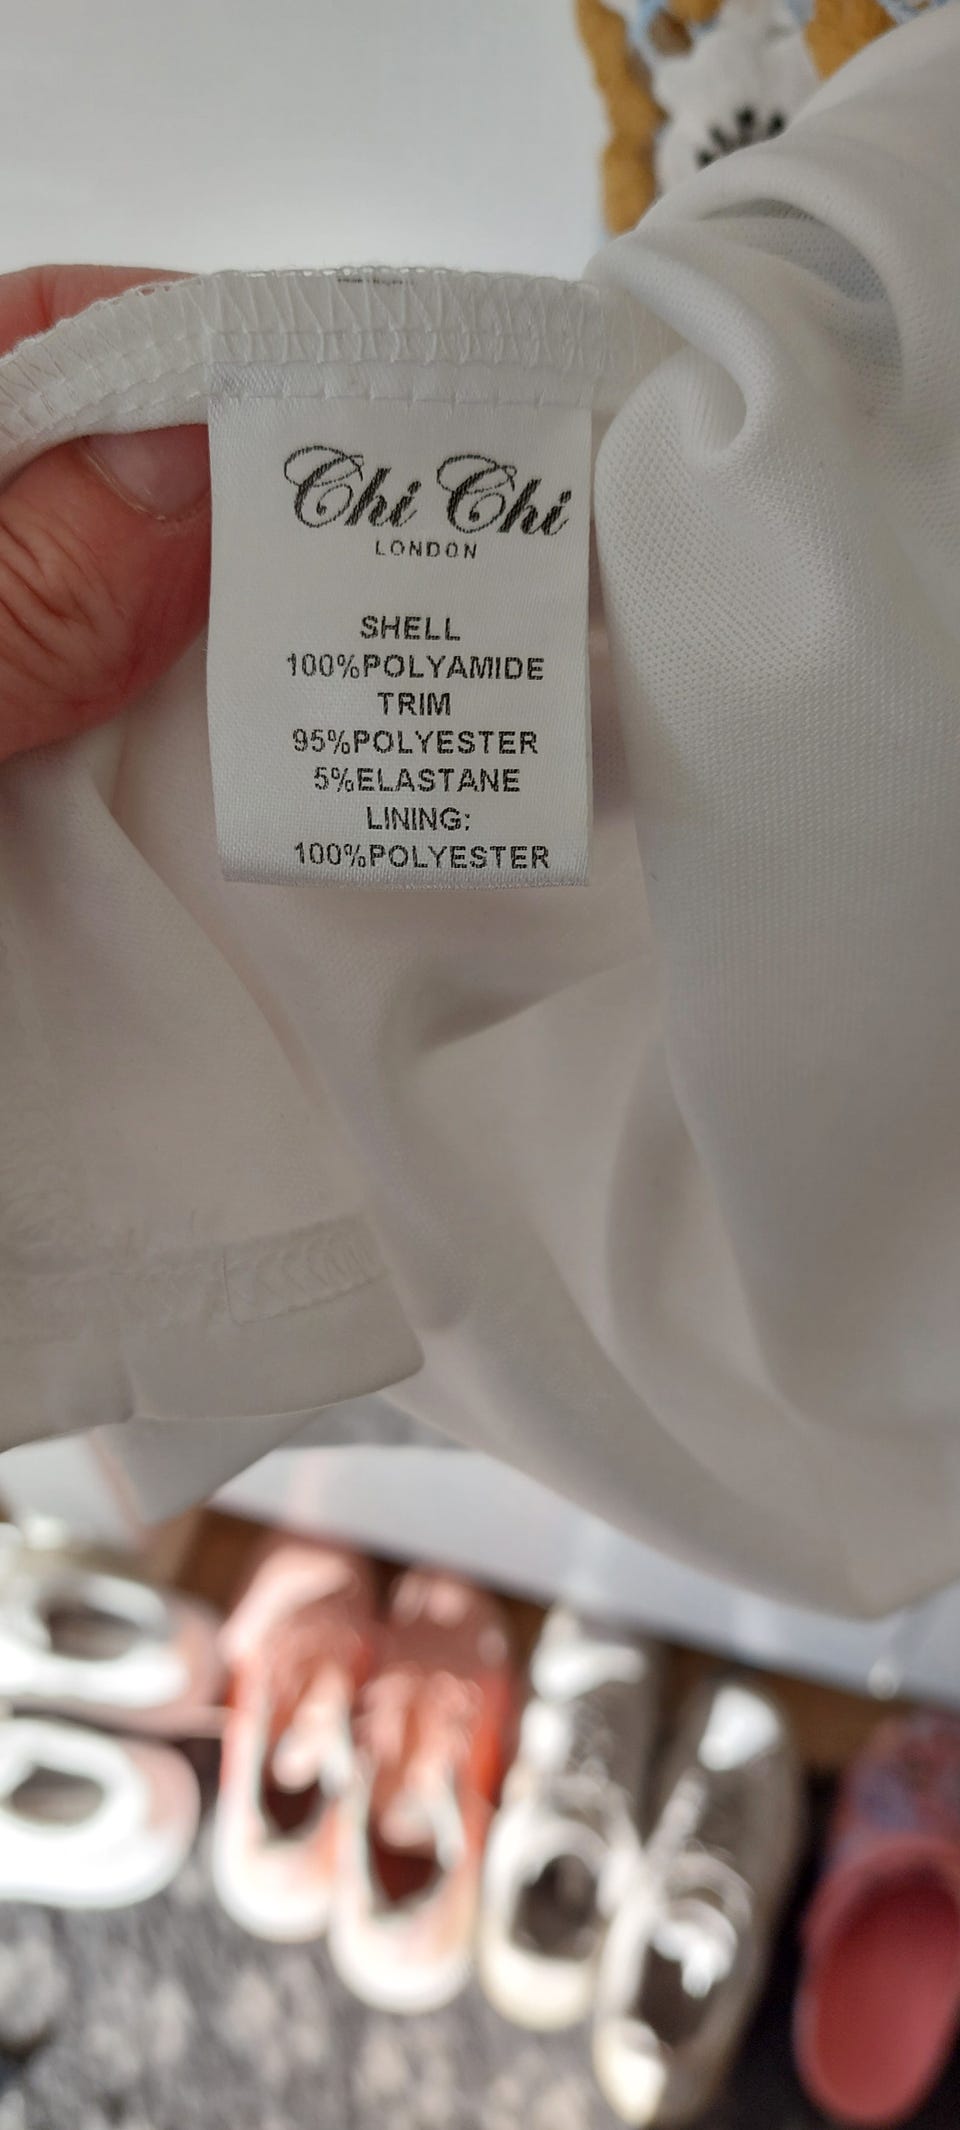 Chi Chi
LONDON
SHELL
100%POLYAMIDE
TRIM
95%POLYESTER
5%ELASTANE
LINING:
100%POLYESTER